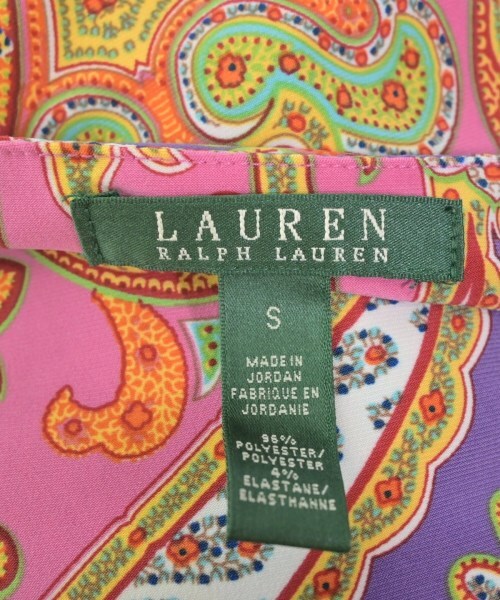 LAUREN
RALPH LAUREN
S
MADE IN
JORDAN
FABRIQUE EN
JORDANIE
96%
POLYESTER/
POLYESTER
4%
ELASTANE/
ELASTHANNE